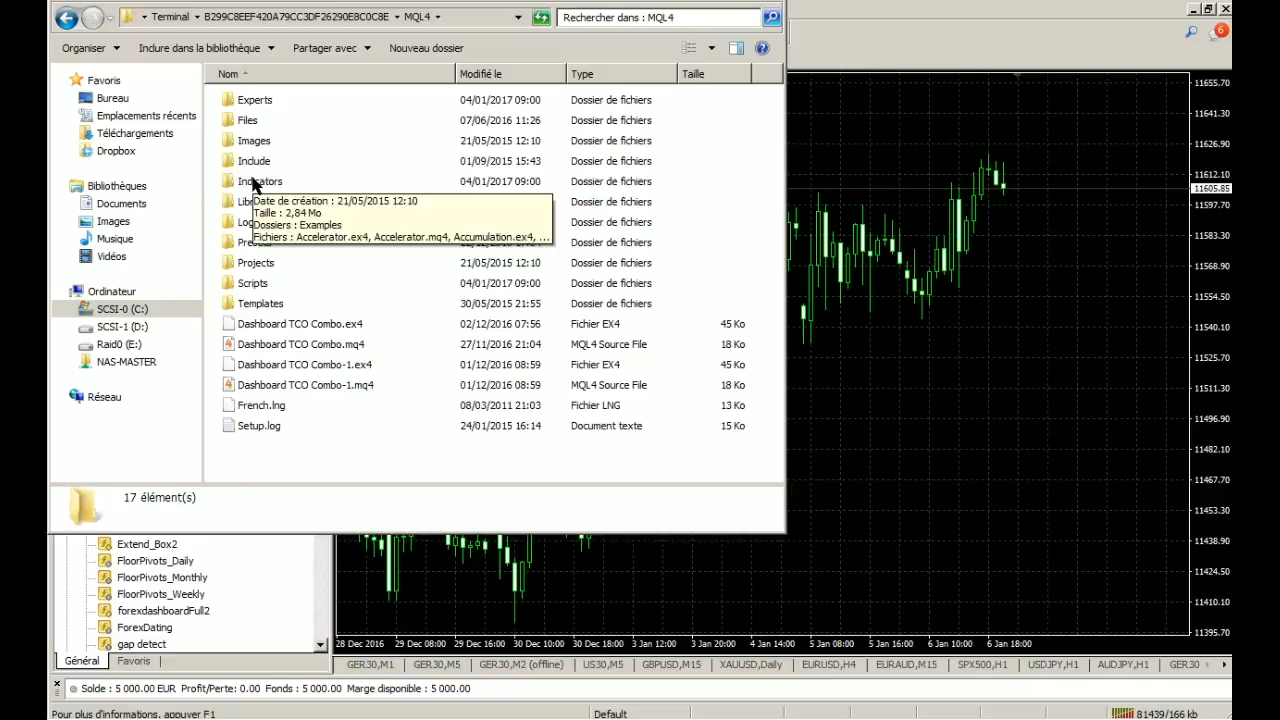 Terminal
B299C8EEF420A79CC3DF26290E8C0C8E
MQL4
Rechercher dans : MQL4
6
Organiser
Indure dans la bibliothèque
Partager avec
Nouveau dossier
Nom
Modifié le
Type
Taille
Favoris
Bureau
Emplacements récents
Téléchargements
Dropbox
Bibliothèques
Documents
Images
Musique
Vidéos
Ordinateur
SCSI-0 (C:)
SCSI-1 (D:)
Raid0 (E:)
NAS-MASTER
Réseau
Experts 04/01/2017 09:00 Dossier de fichiers
Files 07/06/2016 11:26 Dossier de fichiers
Images 21/05/2015 12:10 Dossier de fichiers
Include 01/09/2015 15:43 Dossier de fichiers
Indicators 04/01/2017 09:00 Dossier de fichiers
Dossier de fichiers
Dossier de fichiers
Dossier de fichiers
Date de création : 21/05/2015 12:10
Taille : 2,84 Mo
Dossiers : Examples
Fichiers : Accelerator.ex4, Accelerator.mq4, Accumulation.ex4, ...
Projects 21/05/2015 12:10 Dossier de fichiers
Scripts 04/01/2017 09:00 Dossier de fichiers
Templates 30/05/2015 21:55 Dossier de fichiers
Dashboard TCO Combo.ex4 02/12/2016 07:56 Fichier EX4 45 Ko
Dashboard TCO Combo.mq4 27/11/2016 21:04 MQL4 Source File 18 Ko
Dashboard TCO Combo-1.ex4 01/12/2016 08:59 Fichier EX4 45 Ko
Dashboard TCO Combo-1.mq4 01/12/2016 08:59 MQL4 Source File 18 Ko
French.lng 08/03/2011 21:03 Fichier LNG 13 Ko
Setup.log 24/01/2015 16:14 Document texte 15 Ko
17 élément(s)
Extend_Box2
FloorPivots_Daily
FloorPivots_Monthly
FloorPivots_Weekly
forexdashboardFull2
ForexDating
gap detect
Général
Favoris
11655.70
11641.30
11626.90
11612.10
11605.85
11597.70
11583.30
11568.90
11554.50
11540.10
11525.70
11511.30
11496.90
11482.10
11467.70
11453.30
11438.90
11424.50
11410.10
11395.70
28 Dec 2016
29 Dec 08:00
29 Dec 16:00
30 Dec 10:00
30 Dec 18:00
3 Jan 12:00
3 Jan 20:00
4 Jan 14:00
5 Jan 08:00
5 Jan 16:00
6 Jan 10:00
6 Jan 18:00
GER30,M1
GER30,M5
GER30,M2 (offline)
US30,M5
GBPUSD,M15
XAUUSD,Daily
EURUSD,H4
EURAUD,M15
SPX500,H1
USDJPY,H1
AUDJPY,H1
GER30
Solde : 5 000.00 EUR Profit/Perte: 0.00 Fonds : 5 000.00 Marge disponible : 5 000.00
Pour plus d'informations, appuyer F1
Default
81439/166 kb